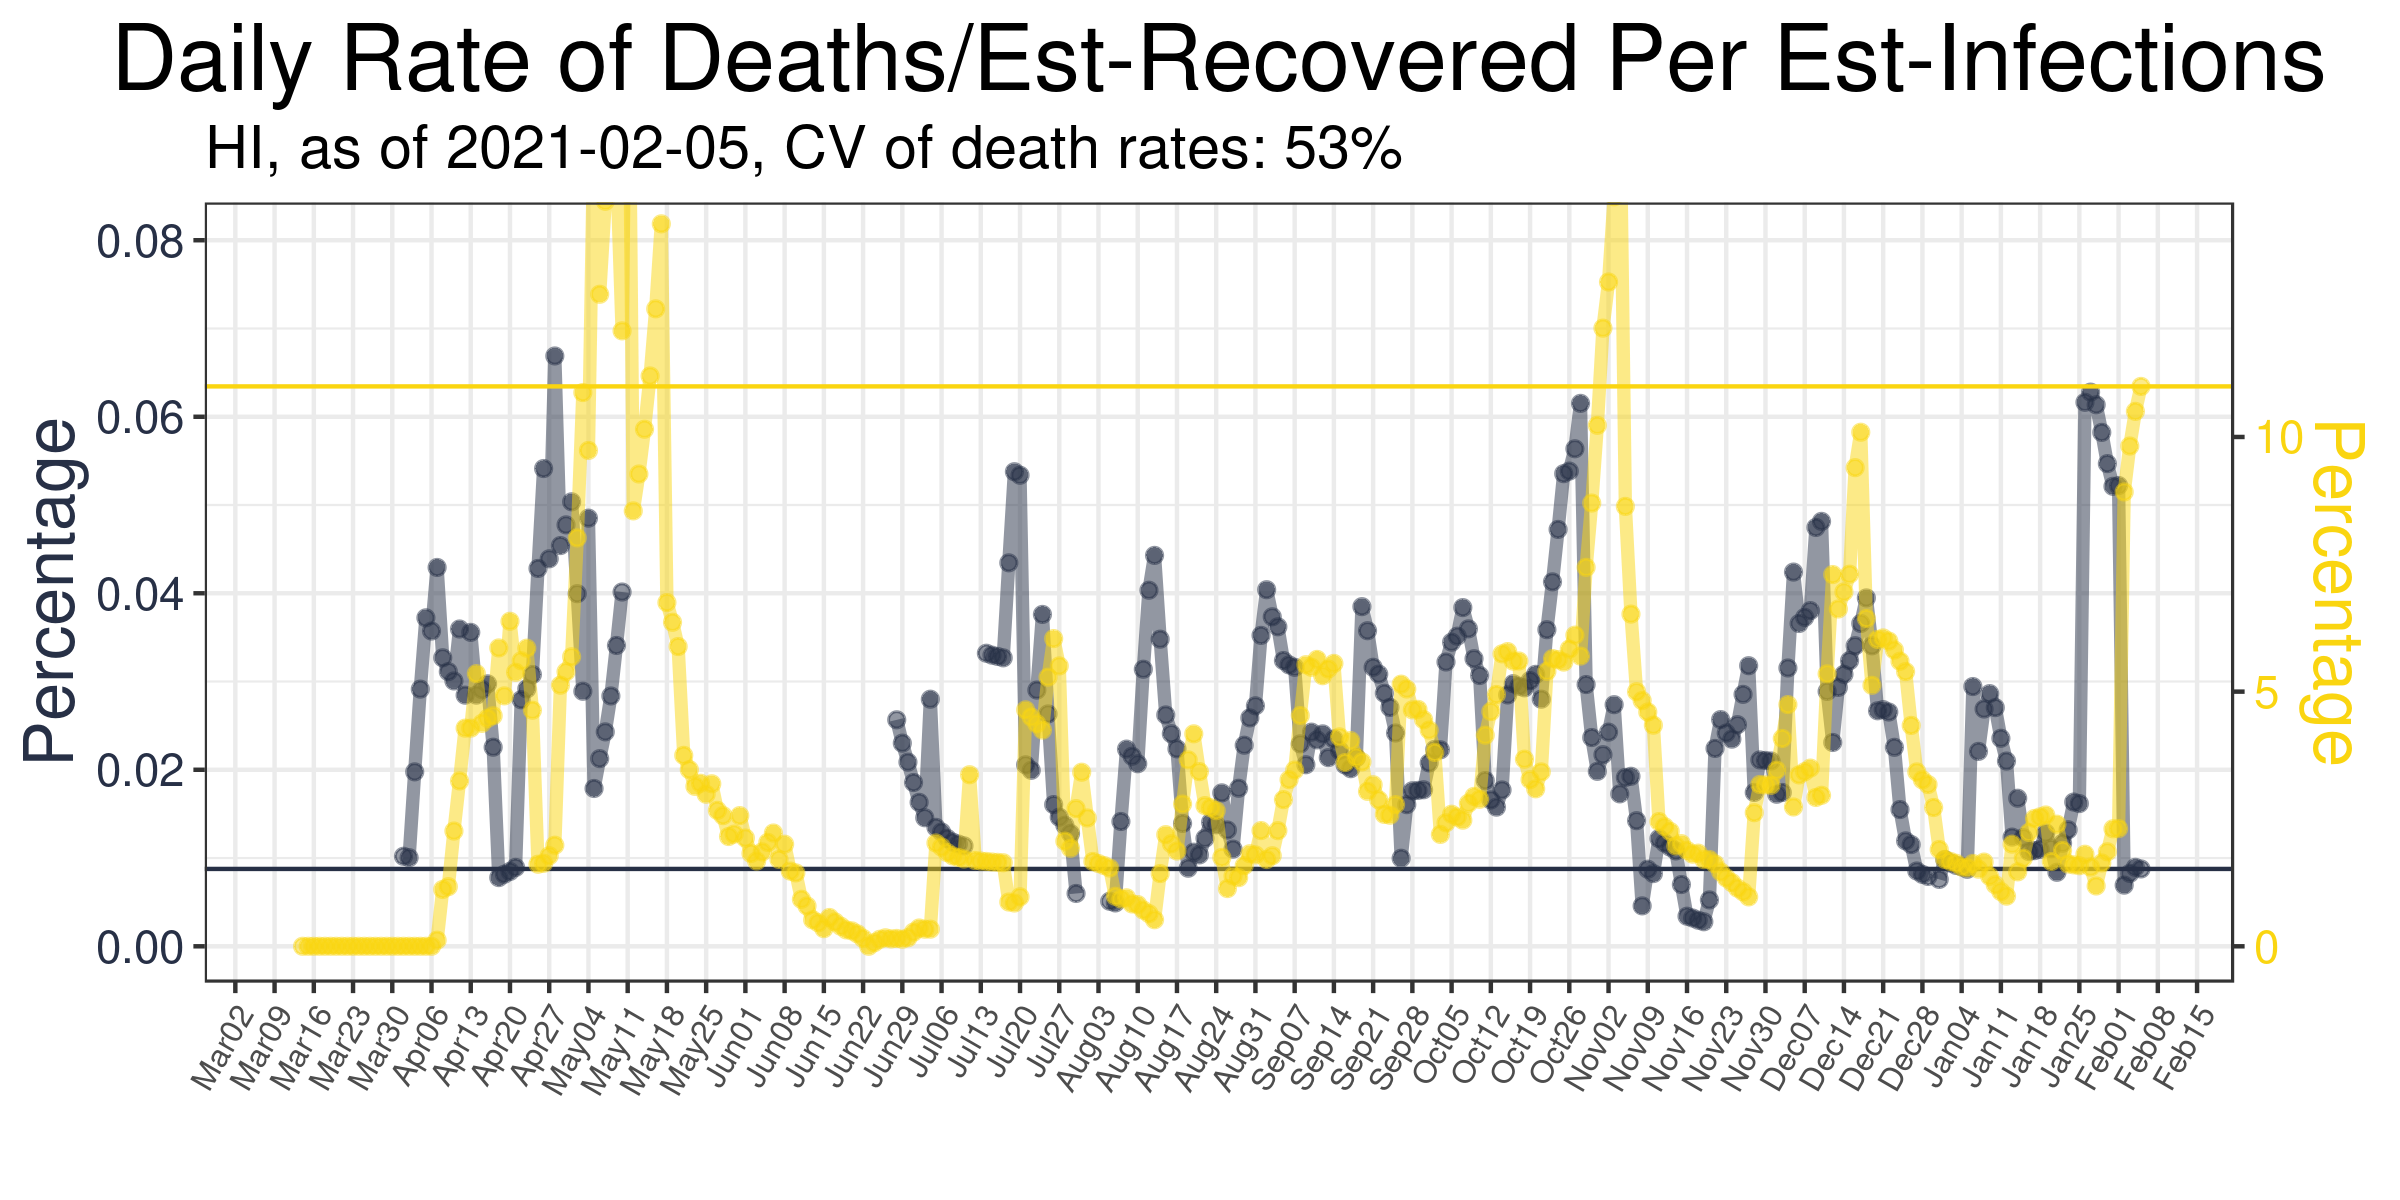 Daily Rate of Deaths/Est-Recovered Per Est-Infections
HI, as of 2021-02-05, CV of death rates: 53%
Percentage
0.08
0.06
0.04
0.02
0.00
10
5
0
Percentage
Mar02
Mar09
Mar16
Mar23
Mar30
Apr06
Apr13
Apr20
Apr27
May04
May11
May18
May25
Jun01
Jun08
Jun15
Jun22
Jun29
Jul06
Jul13
Jul20
Jul27
Aug03
Aug10
Aug17
Aug24
Aug31
Sep07
Sep14
Sep21
Sep28
Oct05
Oct12
Oct19
Oct26
Nov02
Nov09
Nov16
Nov23
Nov30
Dec07
Dec14
Dec21
Dec28
Jan04
Jan11
Jan18
Jan25
Feb01
Feb08
Feb15